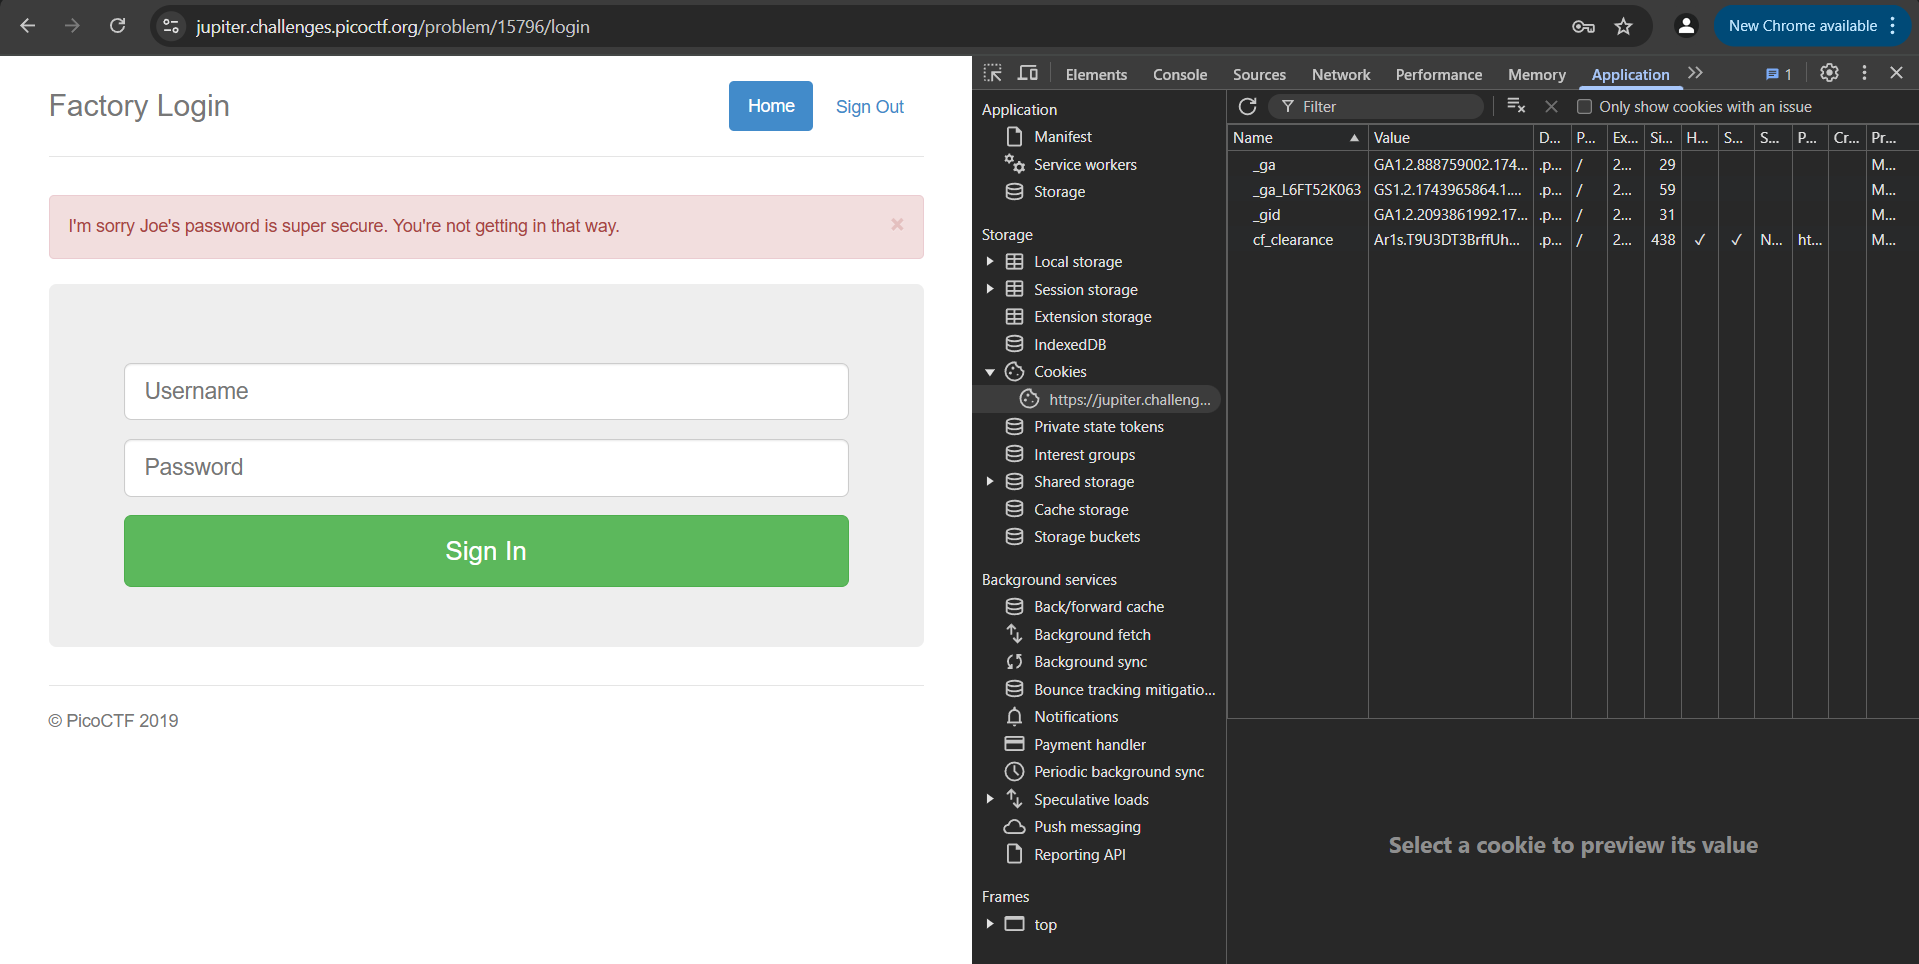 jupiter.challenges.picoctf.org/problem/15796/login
New Chrome available
Factory Login
Home
Sign Out
I'm sorry Joe's password is super secure. You're not getting in that way.
×
Username
Password
Sign In
© PicoCTF 2019
Elements Console Sources Network Performance Memory Application 1
Application
Manifest
Service workers
Storage
Storage
Local storage
Session storage
Extension storage
IndexedDB
Cookies
https://jupiter.challeng...
Private state tokens
Interest groups
Shared storage
Cache storage
Storage buckets
Background services
Back/forward cache
Background fetch
Background sync
Bounce tracking mitigatio...
Notifications
Payment handler
Periodic background sync
Speculative loads
Push messaging
Reporting API
Frames
top
Filter
Only show cookies with an issue
Name Value D... P... Ex... Si... H... S... S... P... Cr... Pr...
_ga GA1.2.888759002.174... .p... / 2... 29 M...
_ga_L6FT52K063 GS1.2.1743965864.1.... .p... / 2... 59 M...
_gid GA1.2.2093861992.17... .p... / 2... 31 M...
cf_clearance Ar1s.T9U3DT3BrffUh... .p... / 2... 438 ✓ ✓ N... ht... M...
Select a cookie to preview its value